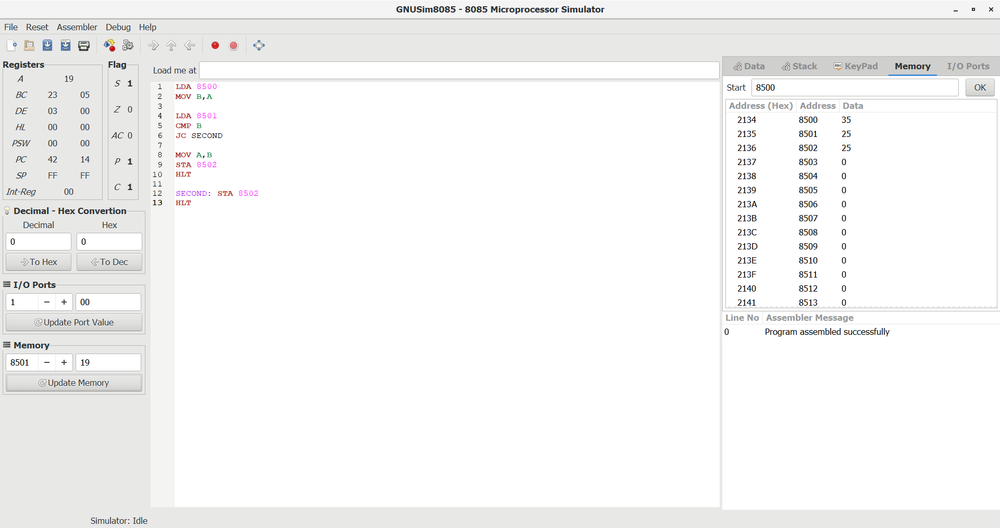 GNUSim8085 - 8085 Microprocessor Simulator
File Reset Assembler Debug Help
Registers
A 19
BC 23 05
DE 03 00
HL 00 00
PSW 00 00
PC 42 14
SP FF FF
Int-Reg 00
Flag
S 1
Z 0
AC 0
P 1
C 1
Decimal - Hex Convertion
Decimal Hex
0 0
To Hex To Dec
I/O Ports
1 − + 00
Update Port Value
Memory
8501 − + 19
Update Memory
Load me at
1 LDA 8500
2 MOV B,A
3
4 LDA 8501
5 CMP B
6 JC SECOND
7
8 MOV A,B
9 STA 8502
10 HLT
11
12 SECOND: STA 8502
13 HLT
Data Stack Abc KeyPad Memory I/O Ports
Start 8500 OK
Address (Hex) Address Data
2134 8500 35
2135 8501 25
2136 8502 25
2137 8503 0
2138 8504 0
2139 8505 0
213A 8506 0
213B 8507 0
213C 8508 0
213D 8509 0
213E 8510 0
213F 8511 0
2140 8512 0
2141 8513 0
Line No Assembler Message
0 Program assembled successfully
Simulator: Idle